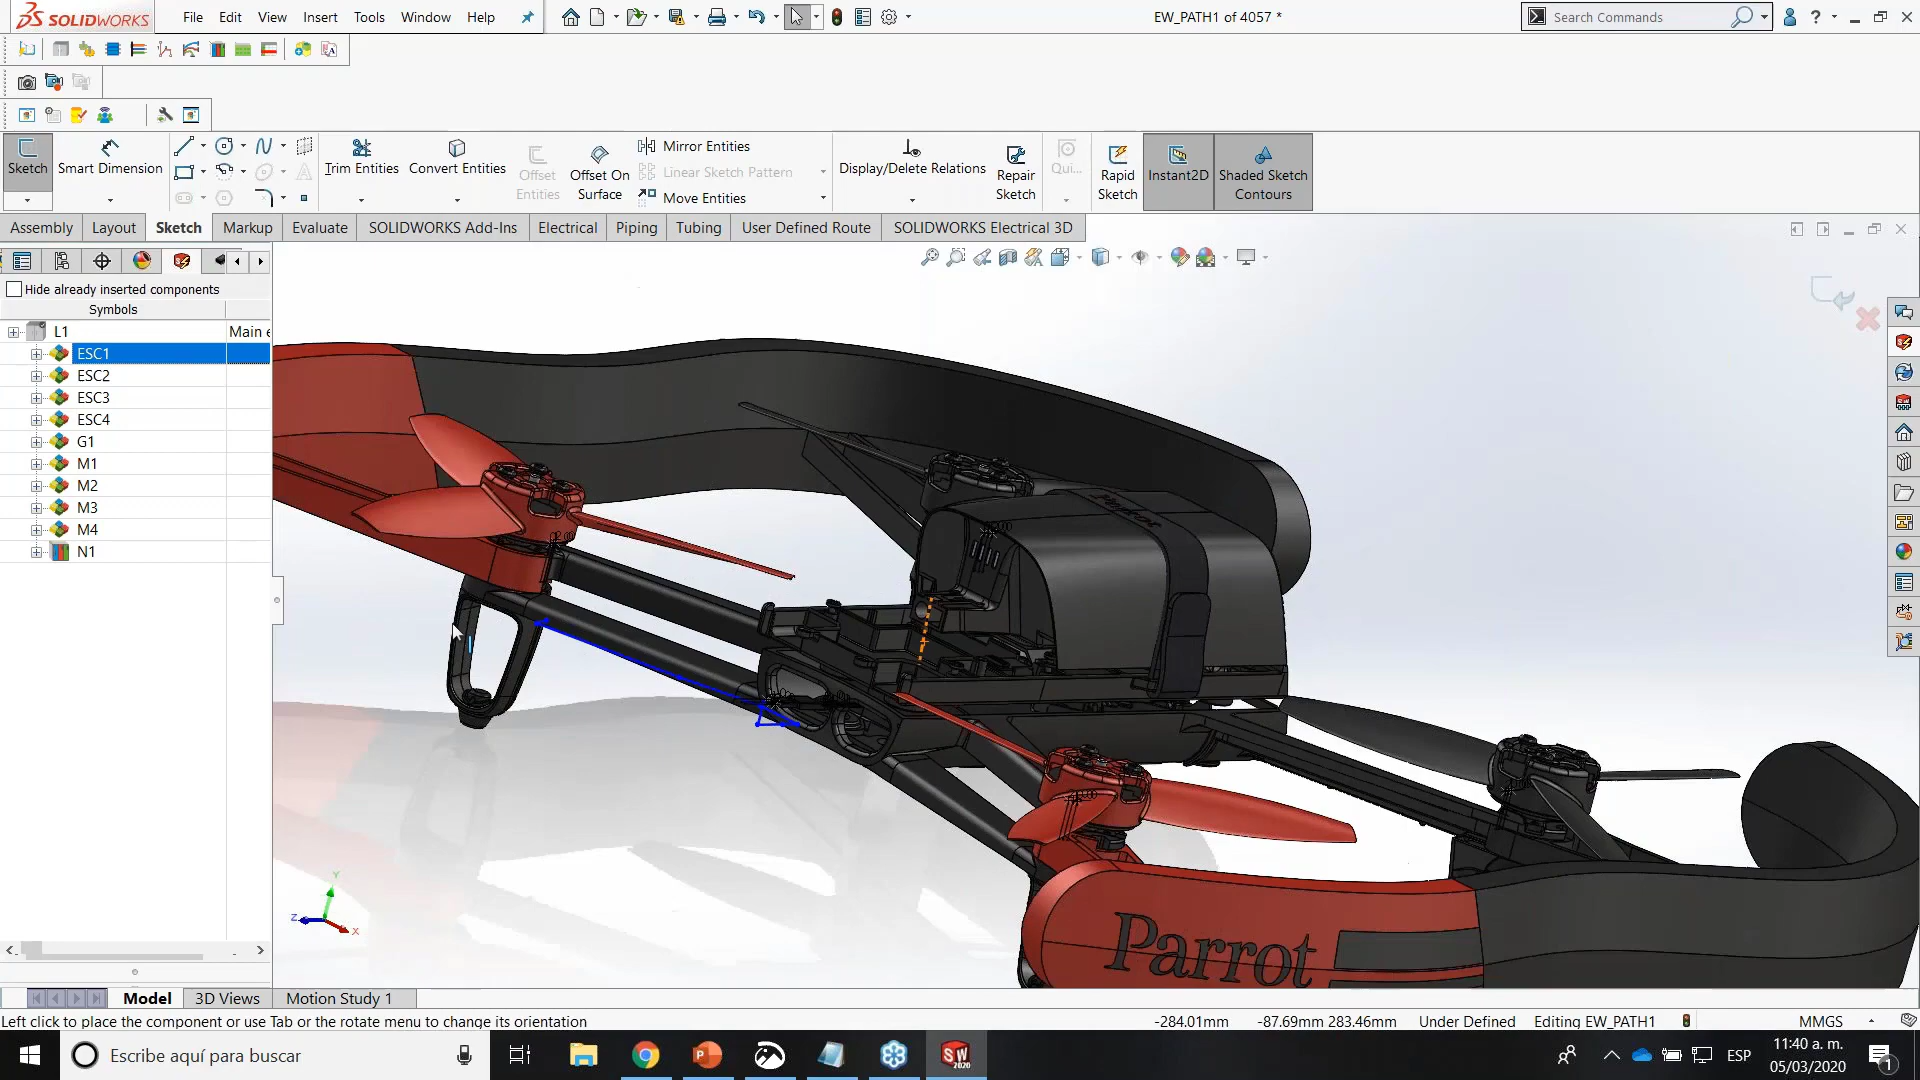 SOLIDWORKS File Edit View Insert Tools Window Help EW_PATH1 of 4057 * Search Commands
Sketch Smart Dimension Trim Entities Convert Entities Offset Entities Offset On Surface Mirror Entities Linear Sketch Pattern Move Entities Display/Delete Relations Repair Sketch Qui... Rapid Sketch Instant2D Shaded Sketch Contours
Assembly Layout Sketch Markup Evaluate SOLIDWORKS Add-Ins Electrical Piping Tubing User Defined Route SOLIDWORKS Electrical 3D
Hide already inserted components
Symbols
L1 Main e
ESC1
ESC2
ESC3
ESC4
G1
M1
M2
M3
M4
N1
Parrot
Y
Z
X
Model 3D Views Motion Study 1
Left click to place the component or use Tab or the rotate menu to change its orientation -284.01mm -87.69mm 283.46mm Under Defined Editing EW_PATH1 MMGS
Escribe aquí para buscar ESP 11:40 a. m.
05/03/2020 1